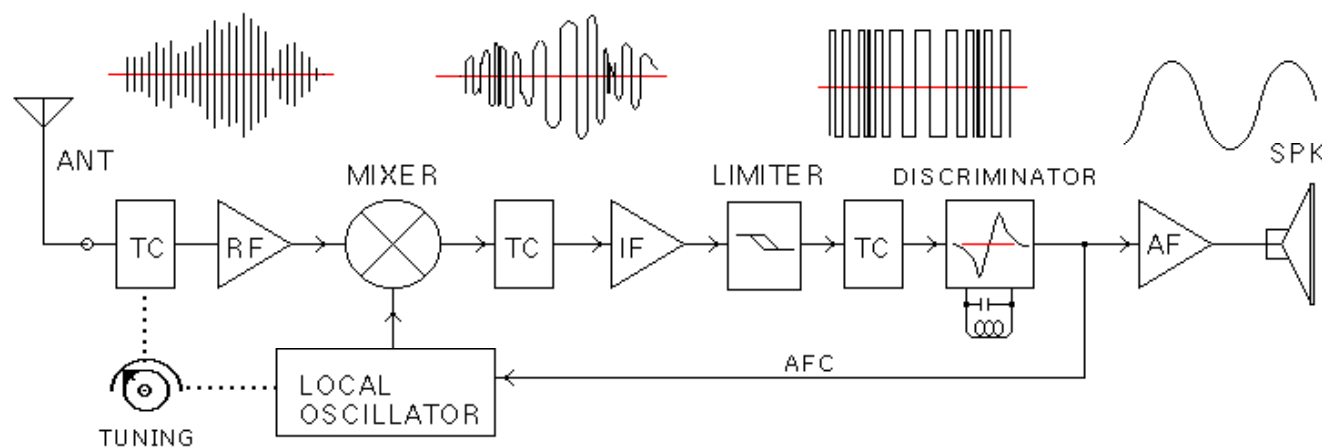 ANT
MIXER
LIMITER
DISCRIMINATOR
SPK
TC
RF
TC
IF
TC
AF
AFC
LOCAL
OSCILLATOR
TUNING